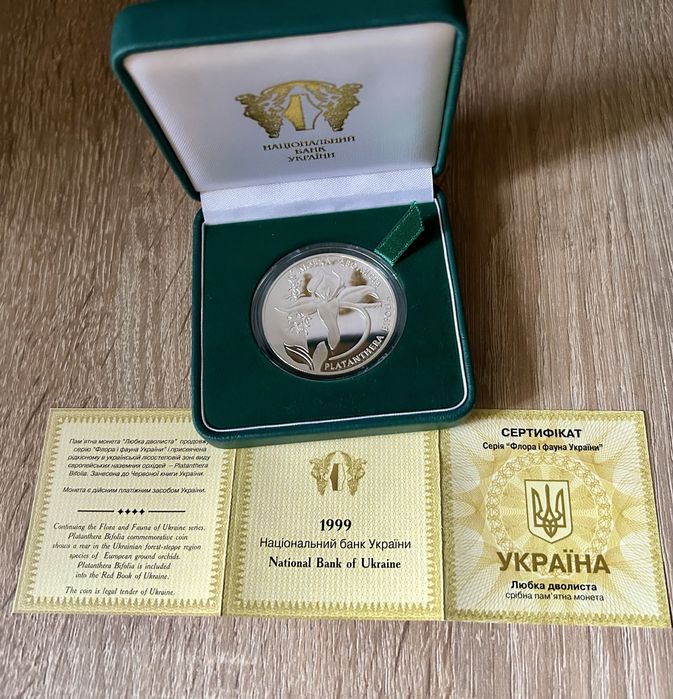 НАЦІОНАЛЬНИЙ
БАНК
УКРАЇНИ
ЛЮБКА ДВОЛИСТА
PLATANTHERA BIFOLIA
Пам´ятна монета "Любка дволиста" продовжує
серію "Флора і фауна України" і присвячена
рідкісному в українській лісостеповій зоні виду
європейських наземних орхідей – Platanthera
Bifolia. Занесена до Червоної книги України.
Монета є дійсним платіжним засобом України.
Continuing the Flora and Fauna of Ukraine series,
Platanthera Bifolia commemorative coin
shows a rear in the Ukrainian forest-steppe region
species of European ground orchids.
Platanthera Bifolia is included
into the Red Book of Ukraine.
The coin is legal tender of Ukraine.
1999
Національний банк України
National Bank of Ukraine
СЕРТИФІКАТ
Серія "Флора і фауна України"
УКРАЇНА
Любка дволиста
срібна пам´ятна монета